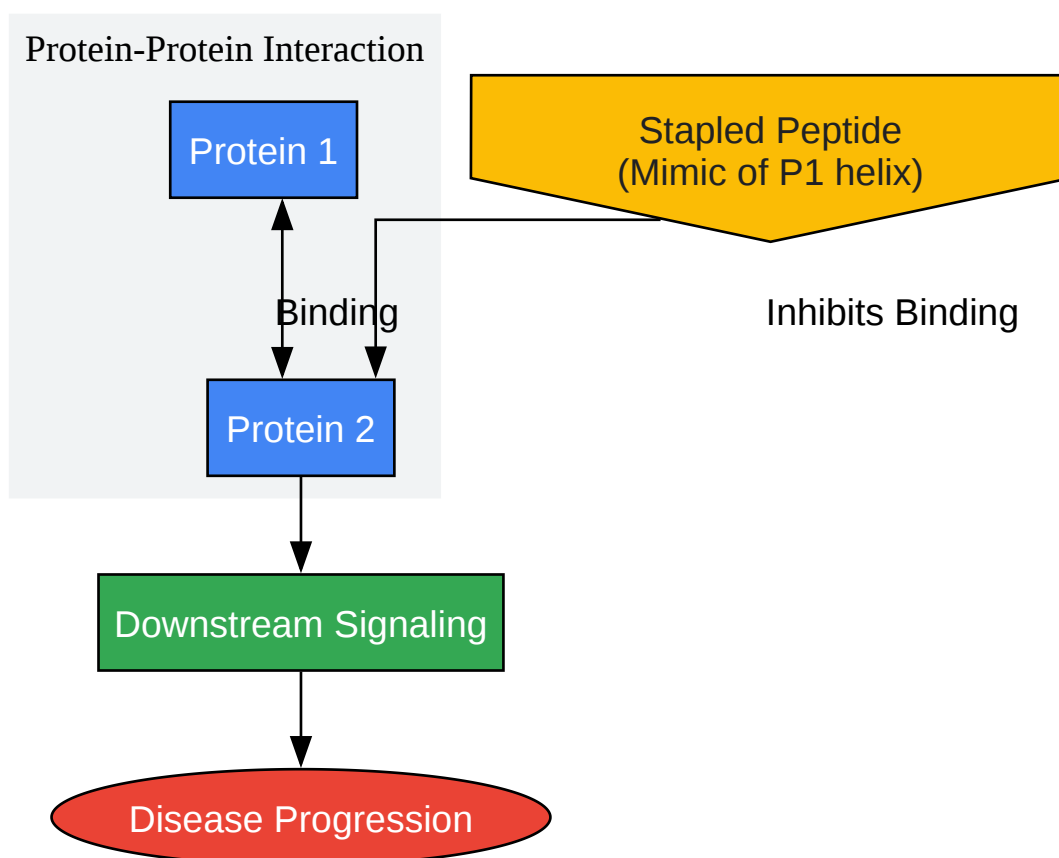 Protein-Protein Interaction
Protein 1
Stapled Peptide
(Mimic of P1 helix)
Binding
Inhibits Binding
Protein 2
Downstream Signaling
Disease Progression